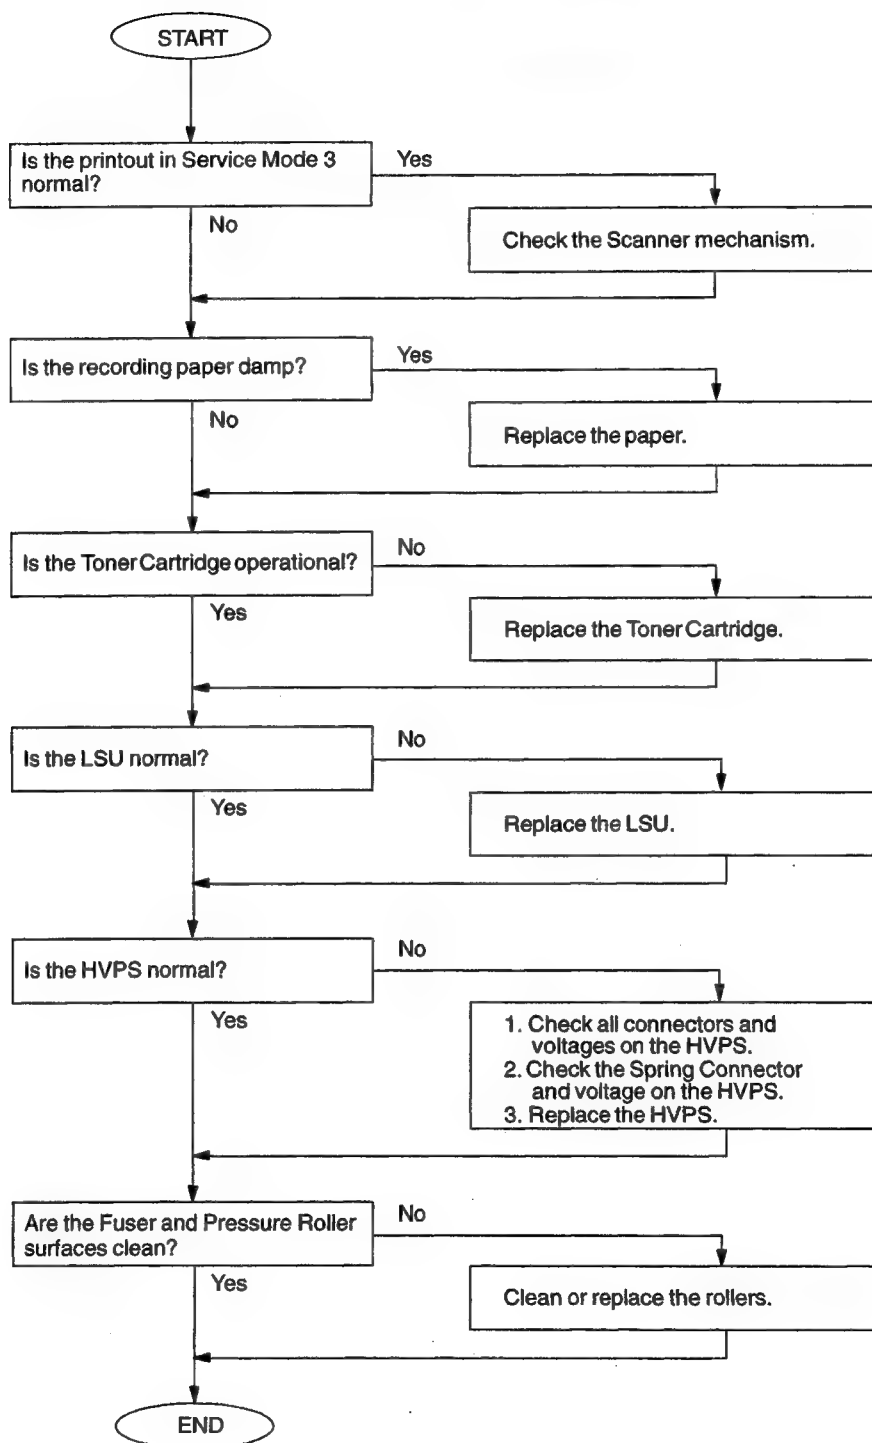 START
Is the printout in Service Mode 3
normal?
Yes
No
Check the Scanner mechanism.
Is the recording paper damp?
Yes
No
Replace the paper.
Is the Toner Cartridge operational?
No
Yes
Replace the Toner Cartridge.
Is the LSU normal?
No
Yes
Replace the LSU.
Is the HVPS normal?
No
Yes
1. Check all connectors and
voltages on the HVPS.
2. Check the Spring Connector
and voltage on the HVPS.
3. Replace the HVPS.
Are the Fuser and Pressure Roller
surfaces clean?
No
Yes
Clean or replace the rollers.
END